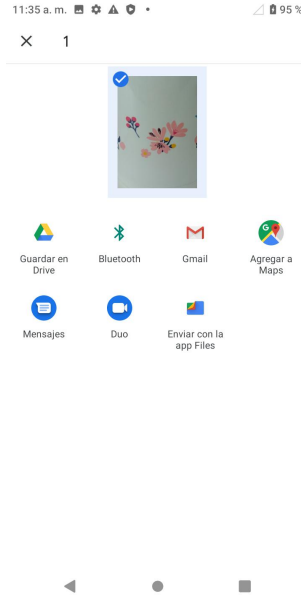 11:35 a. m. 95 %
1
Guardar en
Drive
Bluetooth
Gmail
Agregar a
Maps
Mensajes
Duo
Enviar con la
app Files